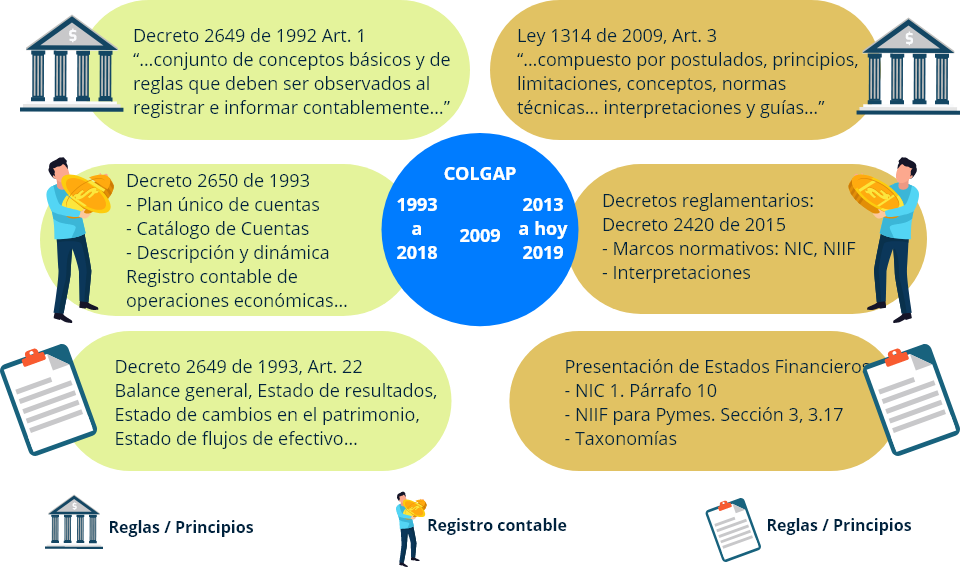 Decreto 2649 de 1992 Art. 1
“...conjunto de conceptos básicos y de
reglas que deben ser observados al
registrar e informar contablemente...”
Ley 1314 de 2009, Art. 3
“...compuesto por postulados, principios,
limitaciones, conceptos, normas
técnicas... interpretaciones y guías...”
Decreto 2650 de 1993
- Plan único de cuentas
- Catálogo de Cuentas
- Descripción y dinámica
Registro contable de
operaciones económicas...
COLGAP
1993
a
2018
2009
2013
a hoy
2019
Decretos reglamentarios:
Decreto 2420 de 2015
- Marcos normativos: NIC, NIIF
- Interpretaciones
Decreto 2649 de 1993, Art. 22
Balance general, Estado de resultados,
Estado de cambios en el patrimonio,
Estado de flujos de efectivo...
Presentación de Estados Financieros
- NIC 1. Párrafo 10
- NIIF para Pymes. Sección 3, 3.17
- Taxonomías
Reglas / Principios
Registro contable
Reglas / Principios